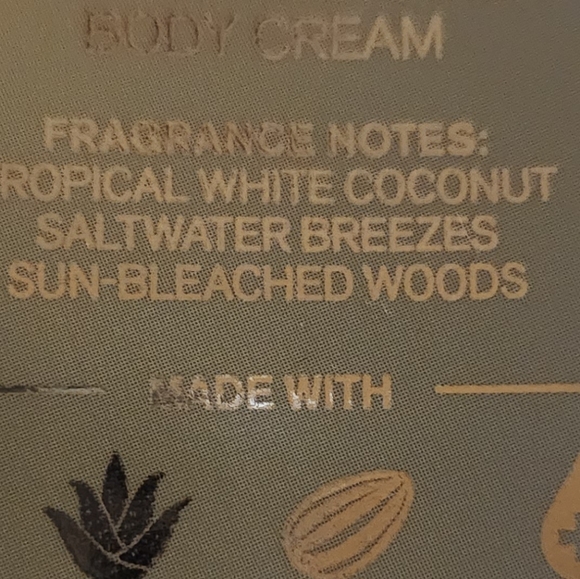 BODY CREAM
FRAGRANCE NOTES:
ROPICAL WHITE COCONUT
SALTWATER BREEZES
SUN-BLEACHED WOODS
MADE WITH